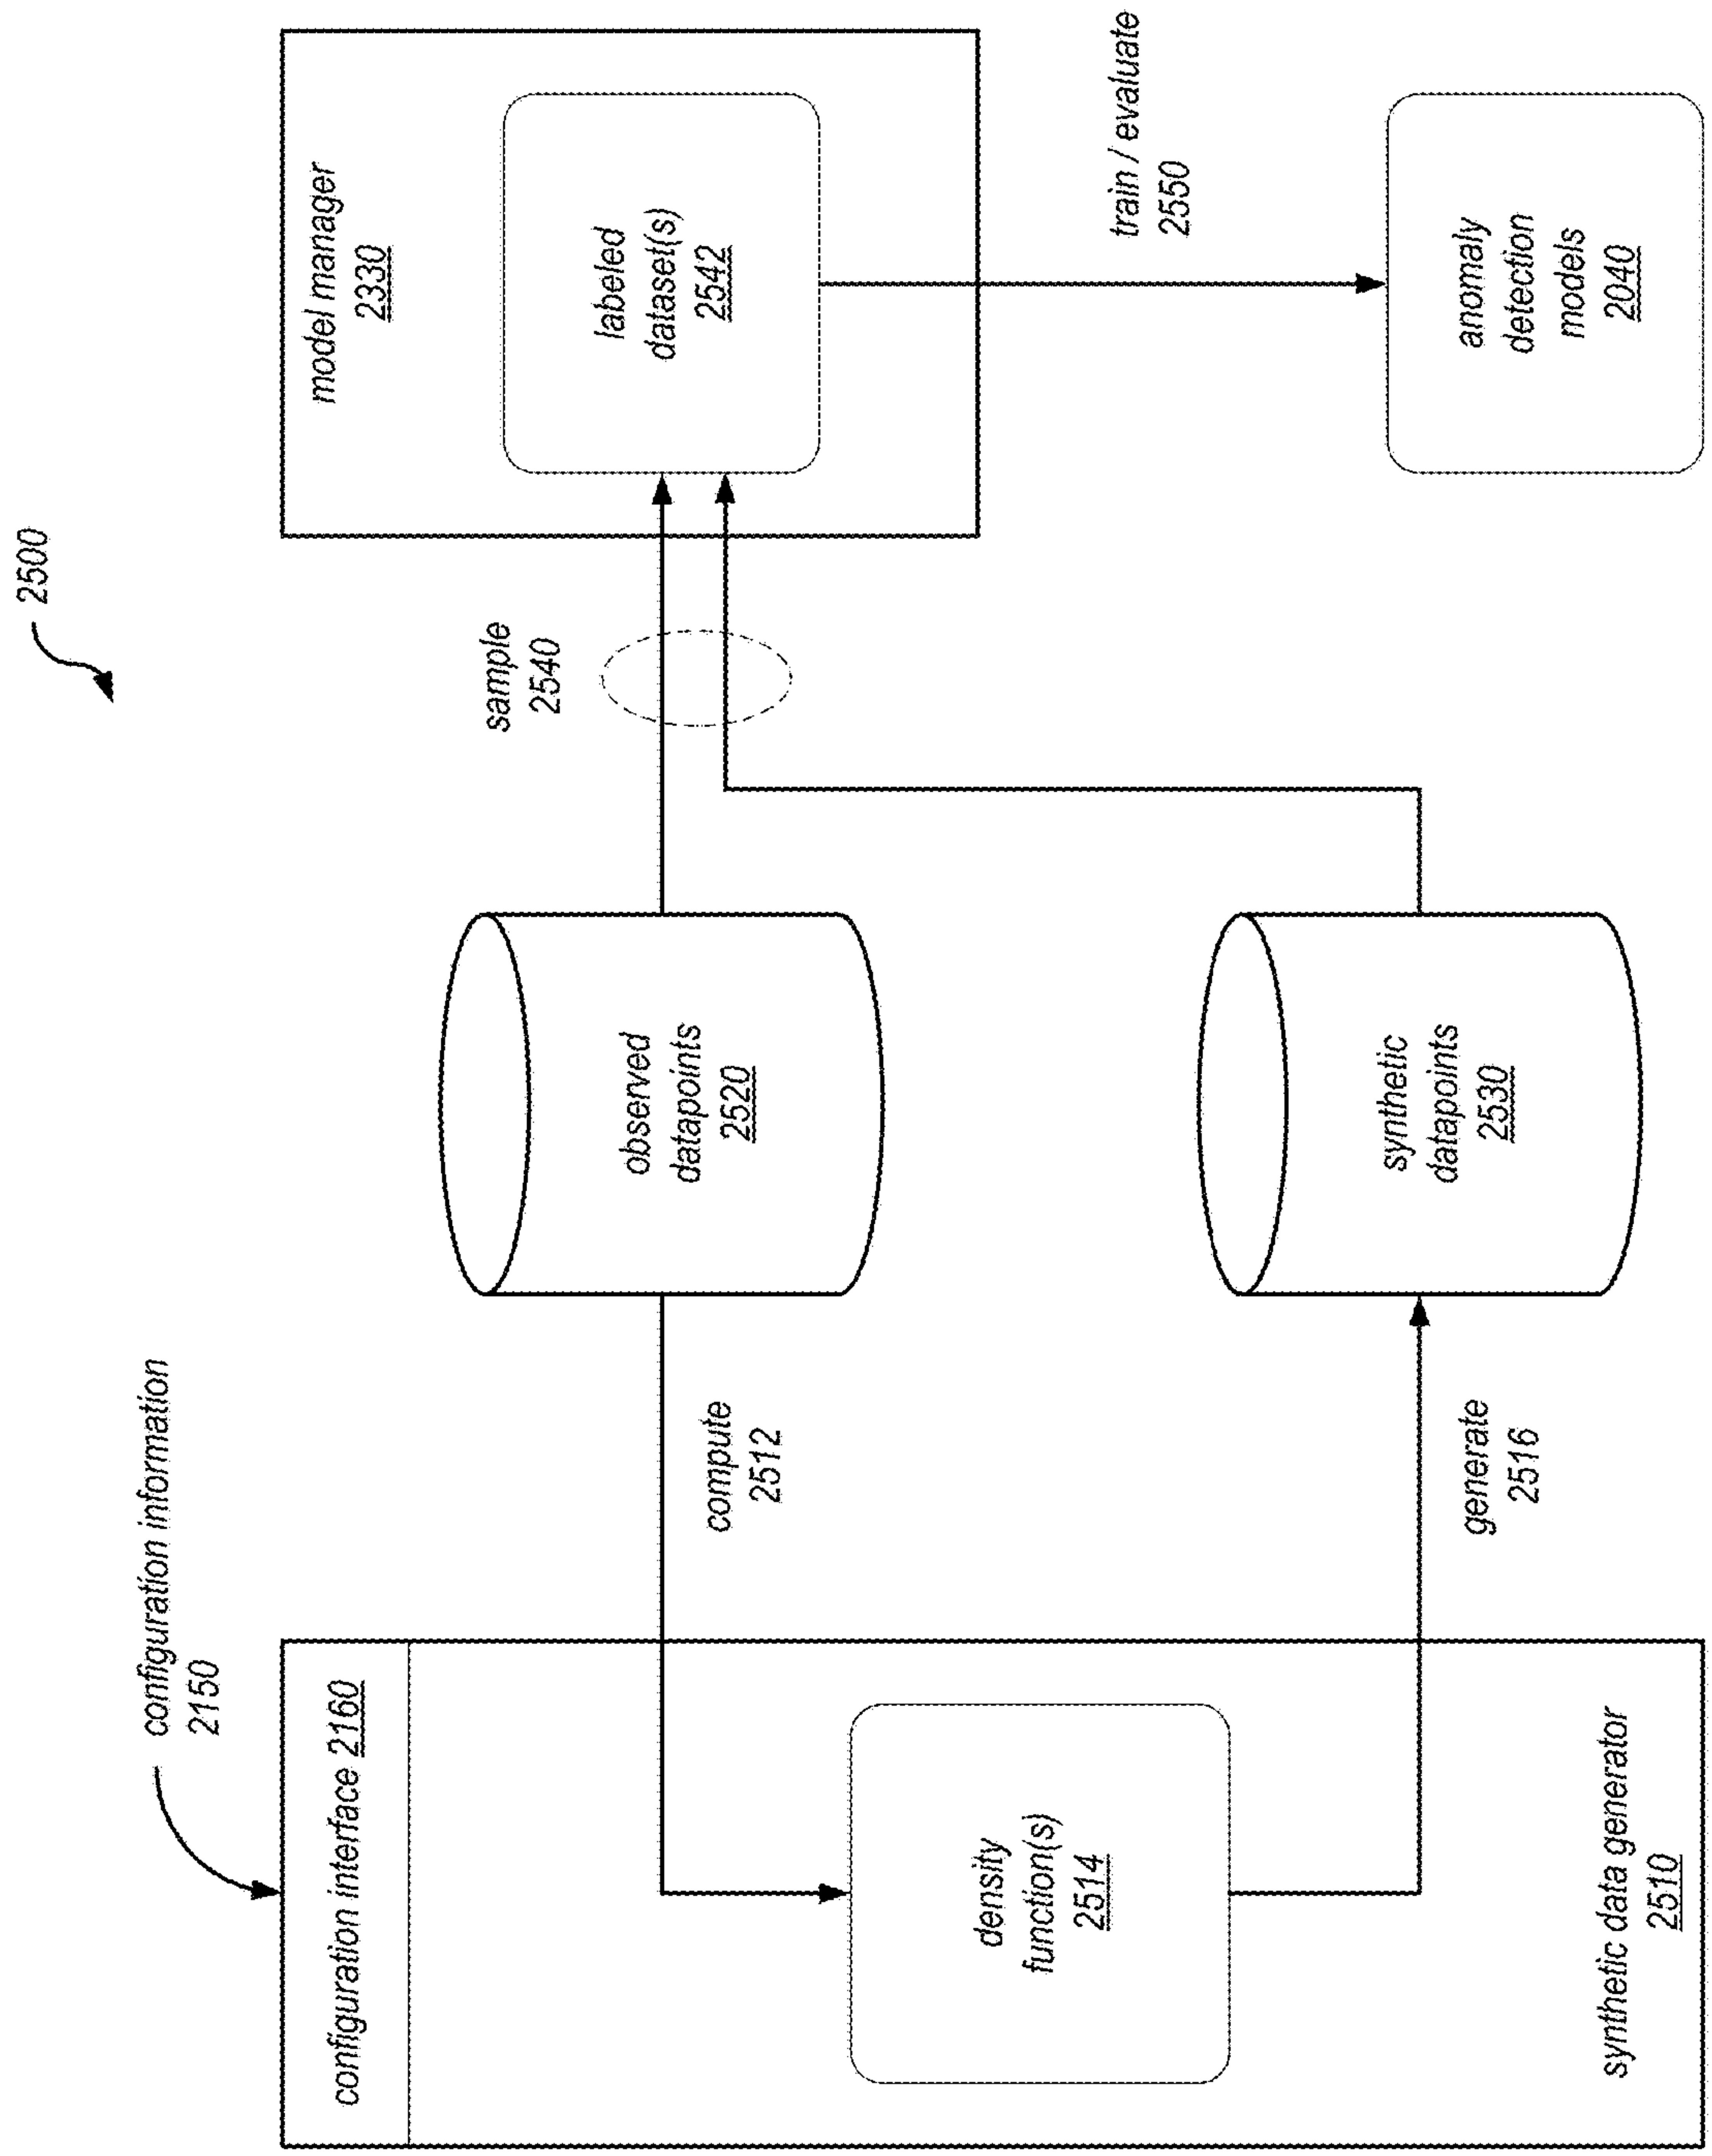 2500
configuration information
2150
configuration interface 2160
density
function(s)
2514
synthetic data generator
2510
compute
2512
generate
2516
observed
datapoints
2520
synthetic
datapoints
2530
sample
2540
model manager
2330
labeled
dataset(s)
2542
train / evaluate
2550
anomaly
detection
models
2040